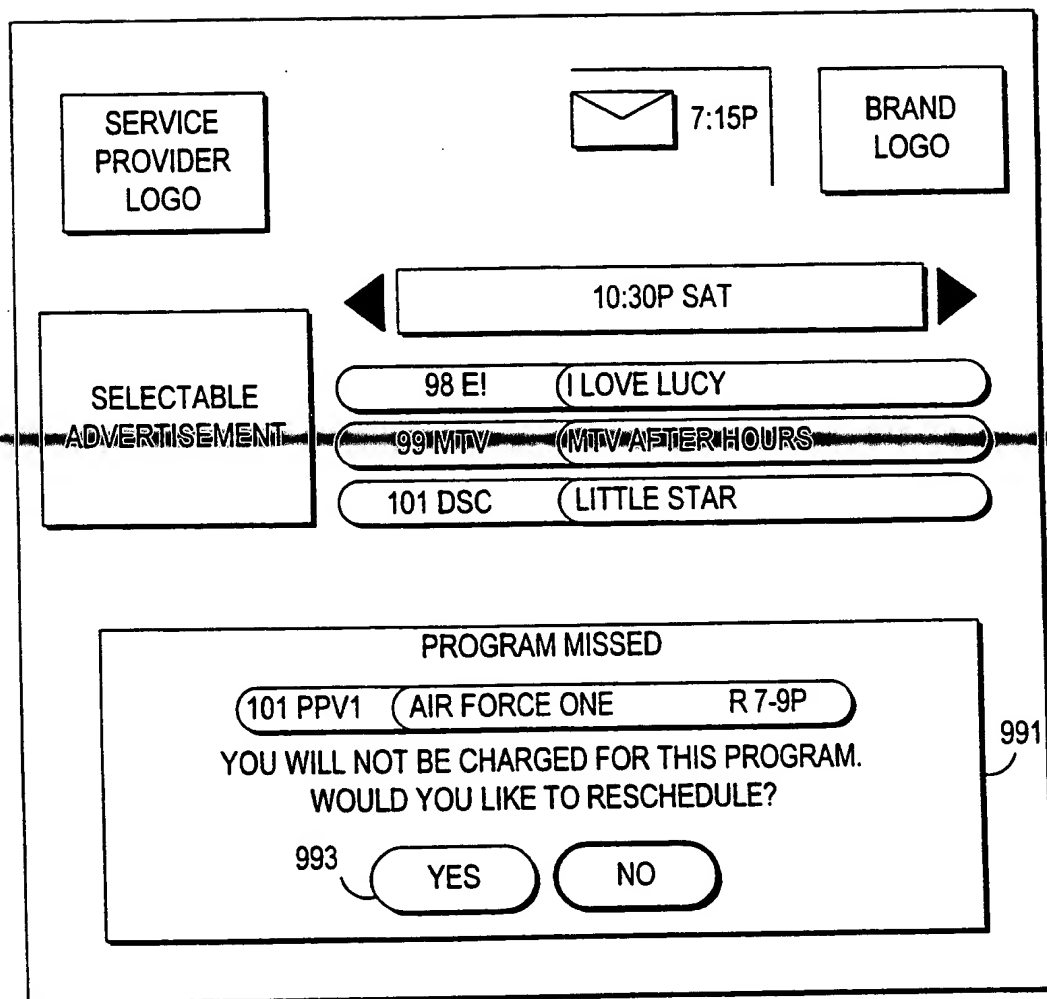 SERVICE
PROVIDER
LOGO
7:15P
BRAND
LOGO
10:30P SAT
SELECTABLE
ADVERTISEMENT
98 E! I LOVE LUCY
99 MTV MTV AFTER HOURS
101 DSC LITTLE STAR
PROGRAM MISSED
101 PPV1 AIR FORCE ONE R 7-9P
YOU WILL NOT BE CHARGED FOR THIS PROGRAM.
WOULD YOU LIKE TO RESCHEDULE?
991
993
YES NO